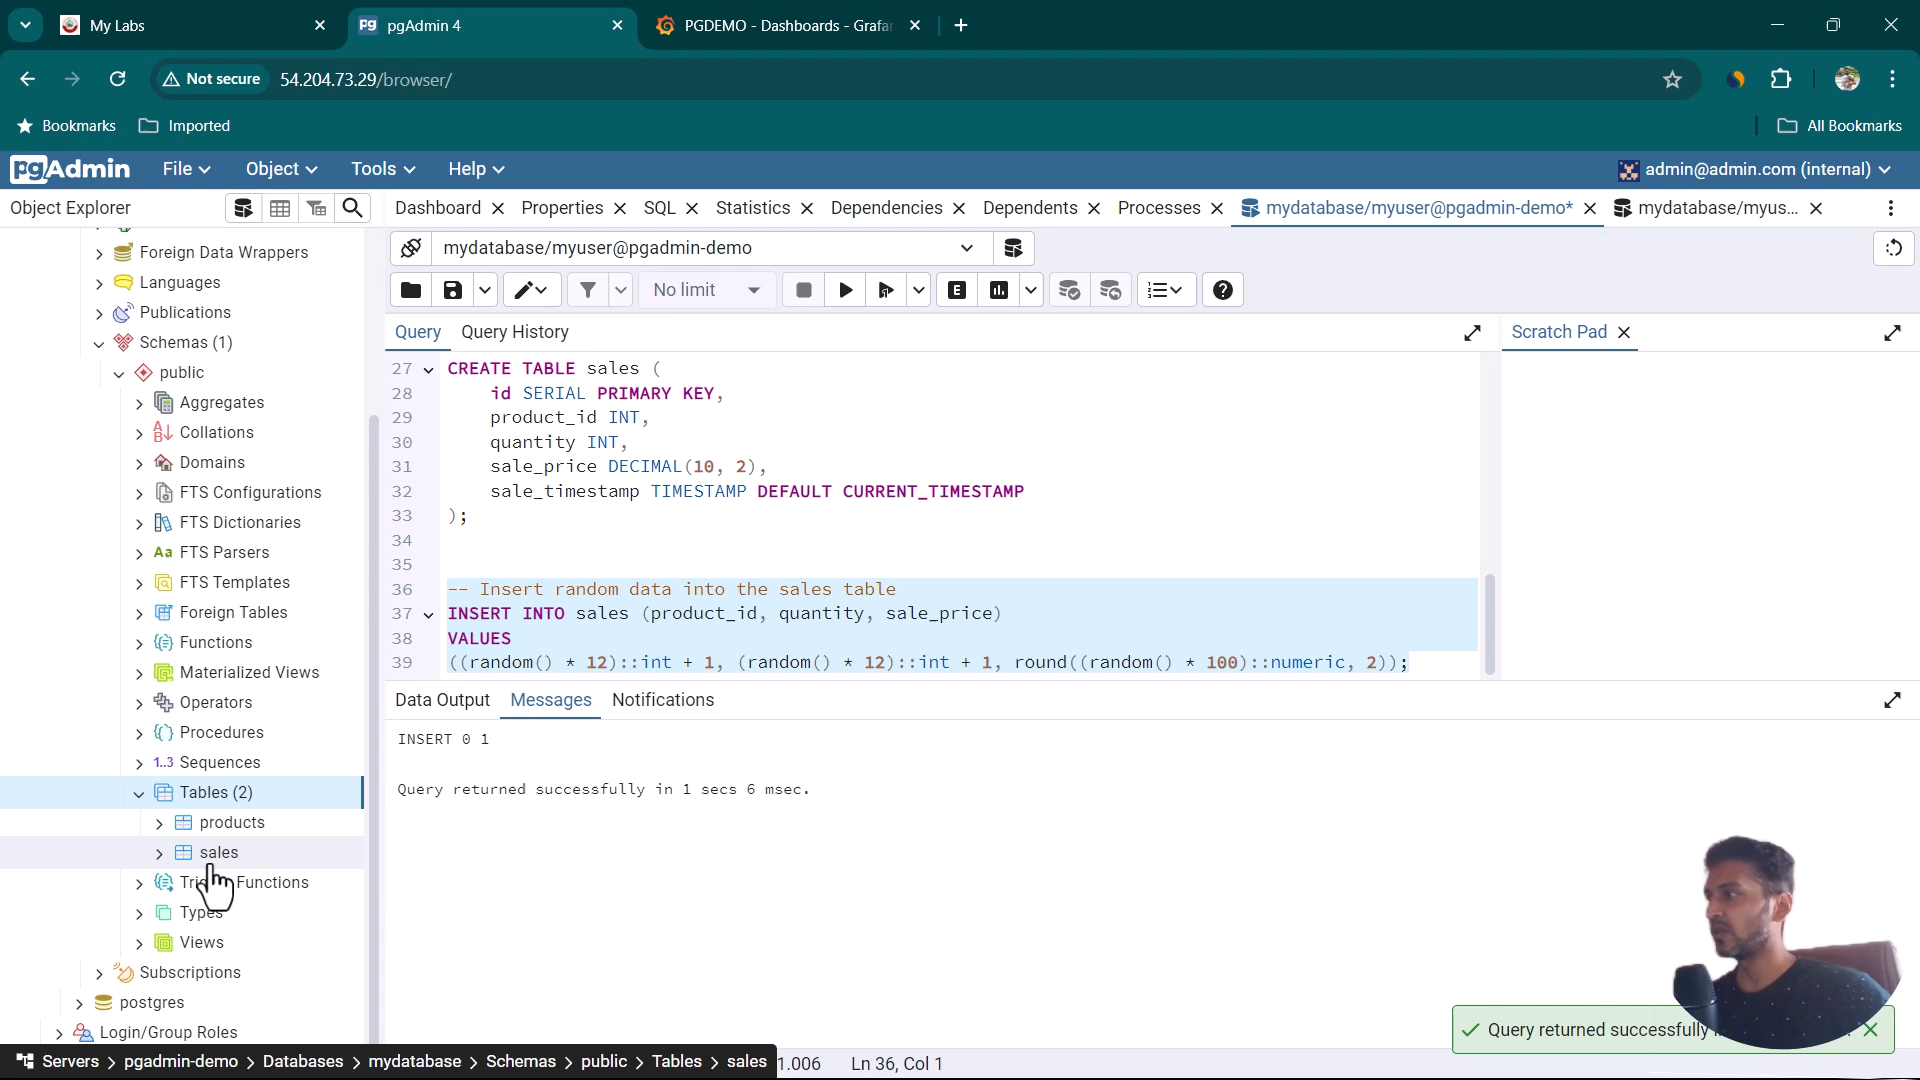 My Labs
pgAdmin 4
PGDEMO - Dashboards - Grafa
Not secure
54.204.73.29/browser/
Bookmarks
Imported
All Bookmarks
pgAdmin
File
Object
Tools
Help
admin@admin.com (internal)
Object Explorer
Dashboard
Properties
SQL
Statistics
Dependencies
Dependents
Processes
mydatabase/myuser@pgadmin-demo*
mydatabase/myus...
Foreign Data Wrappers
Languages
Publications
Schemas (1)
public
Aggregates
Collations
Domains
FTS Configurations
FTS Dictionaries
Aa FTS Parsers
FTS Templates
Foreign Tables
Functions
Materialized Views
Operators
Procedures
1..3 Sequences
Tables (2)
products
sales
Functions
Types
Views
Subscriptions
postgres
Login/Group Roles
mydatabase/myuser@pgadmin-demo
No limit
E
Query
Query History
Scratch Pad
27 CREATE TABLE sales (
28 id SERIAL PRIMARY KEY,
29 product_id INT,
30 quantity INT,
31 sale_price DECIMAL(10, 2),
32 sale_timestamp TIMESTAMP DEFAULT CURRENT_TIMESTAMP
33 );
34
35
36 -- Insert random data into the sales table
37 INSERT INTO sales (product_id, quantity, sale_price)
38 VALUES
39 ((random() * 12)::int + 1, (random() * 12)::int + 1, round((random() * 100)::numeric, 2));
Data Output
Messages
Notifications
INSERT 0 1
Query returned successfully in 1 secs 6 msec.
Query returned successfully
Servers > pgadmin-demo > Databases > mydatabase > Schemas > public > Tables > sales
1.006
Ln 36, Col 1